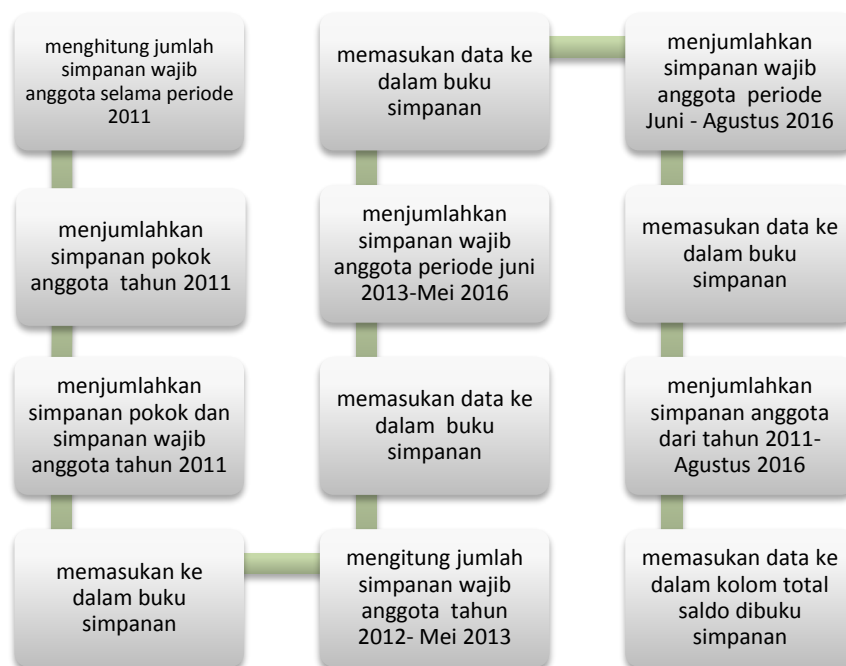 menghitung jumlah
simpanan wajib
anggota selama periode
2011
menjumlahkan
simpanan pokok
anggota tahun 2011
menjumlahkan
simpanan pokok dan
simpanan wajib
anggota tahun 2011
memasukan ke
dalam buku
simpanan
mengitung jumlah
simpanan wajib
anggota tahun
2012- Mei 2013
memasukan data ke
dalam buku
simpanan
menjumlahkan
simpanan wajib
anggota periode juni
2013-Mei 2016
memasukan data ke
dalam buku
simpanan
menjumlahkan
simpanan wajib
anggota periode
Juni - Agustus 2016
memasukan data ke
dalam buku
simpanan
menjumlahkan
simpanan anggota
dari tahun 2011-
Agustus 2016
memasukan data ke
dalam kolom total
saldo dibuku
simpanan